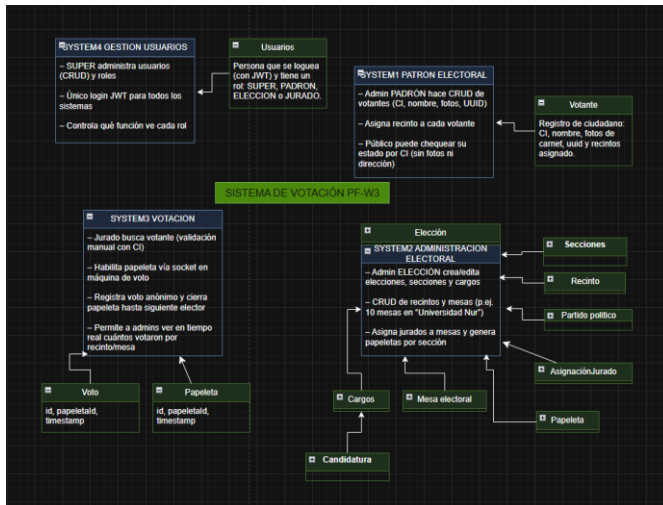 SYSTEM4 GESTION USUARIOS
– SUPER administra usuarios
(CRUD) y roles
– Único login JWT para todos los
sistemas
– Controla qué función ve cada rol
Usuarios
Persona que se loguea
(con JWT) y tiene un
rol: SUPER, PADRON,
ELECCION o JURADO.
SYSTEM1 PATRON ELECTORAL
– Admin PADRÓN hace CRUD de
votantes (CI, nombre, fotos, UUID)
– Asigna recinto a cada votante
– Público puede chequear su
estado por CI (sin fotos ni
dirección)
Votante
Registro de ciudadano:
CI, nombre, fotos de
carnet, uuid y recintos
asignado.
SISTEMA DE VOTACIÓN PF-W3
SYSTEM3 VOTACION
– Jurado busca votante (validación
manual con CI)
– Habilita papeleta vía socket en
máquina de voto
– Registra voto anónimo y cierra
papeleta hasta siguiente elector
– Permite a admins ver en tiempo
real cuántos votaron por
recinto/mesa
Voto
id, papeletaId,
timestamp
Papeleta
id, papeletaId,
timestamp
Elección
SYSTEM2 ADMINISTRACION
ELECTORAL
– Admin ELECCIÓN crea/edita
elecciones, secciones y cargos
– CRUD de recintos y mesas (p.ej.
10 mesas en "Universidad Nur")
– Asigna jurados a mesas y genera
papeletas por sección
Secciones
Recinto
Partido político
AsignaciónJurado
Papeleta
Cargos
Mesa electoral
Candidatura